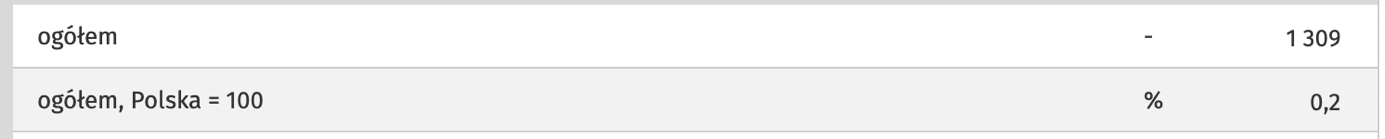 ogółem - 1 309
ogółem, Polska = 100 % 0,2